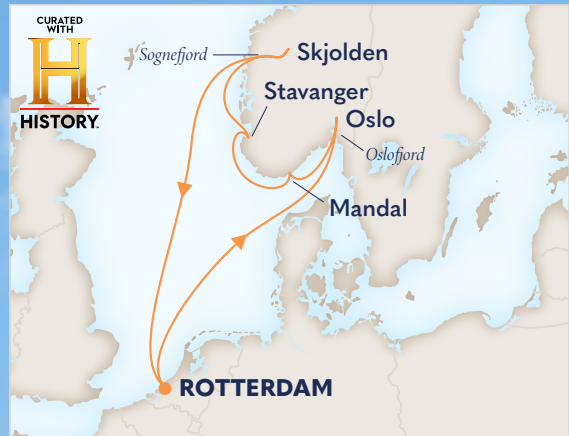 CURATED
WITH
H
HISTORY.
Sognefjord
Skjolden
Stavanger
Oslo
Oslofjord
Mandal
ROTTERDAM